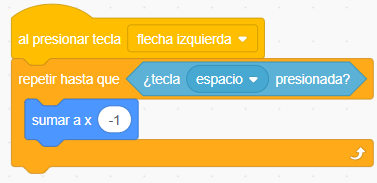 al presionar tecla flecha izquierda
repetir hasta que ¿tecla espacio presionada?
sumar a x -1